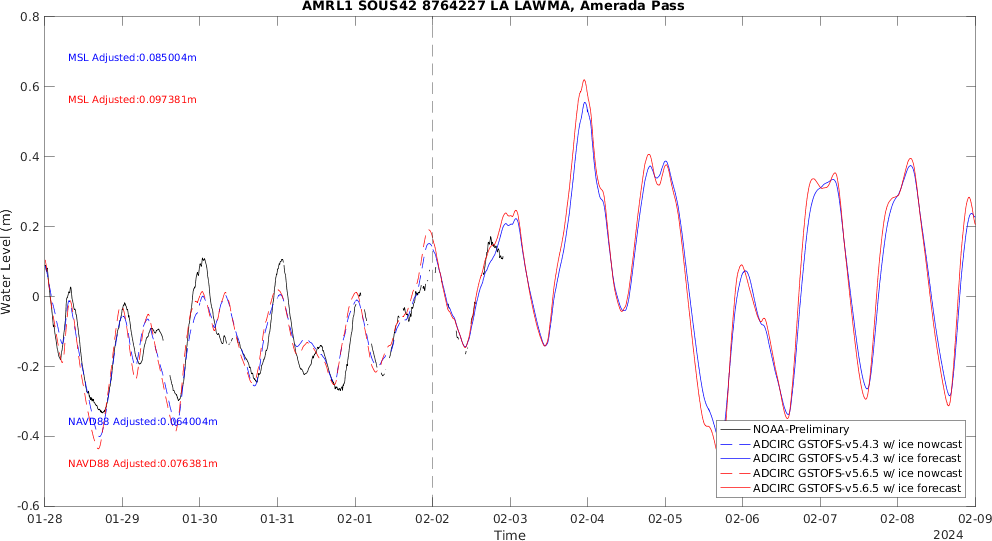 AMRL1 SOUS42 8764227 LA LAWMA, Amerada Pass
0.8
0.6
0.4
0.2
0
-0.2
-0.4
-0.6
Water Level (m)
MSL Adjusted:0.085004m
MSL Adjusted:0.097381m
NAVD88 Adjusted:0.064004m
NAVD88 Adjusted:0.076381m
NOAA-Preliminary
ADCIRC GSTOFS-v5.4.3 w/ ice nowcast
ADCIRC GSTOFS-v5.4.3 w/ ice forecast
ADCIRC GSTOFS-v5.6.5 w/ ice nowcast
ADCIRC GSTOFS-v5.6.5 w/ ice forecast
01-28 01-29 01-30 01-31 02-01 02-02 02-03 02-04 02-05 02-06 02-07 02-08 02-09
Time
2024